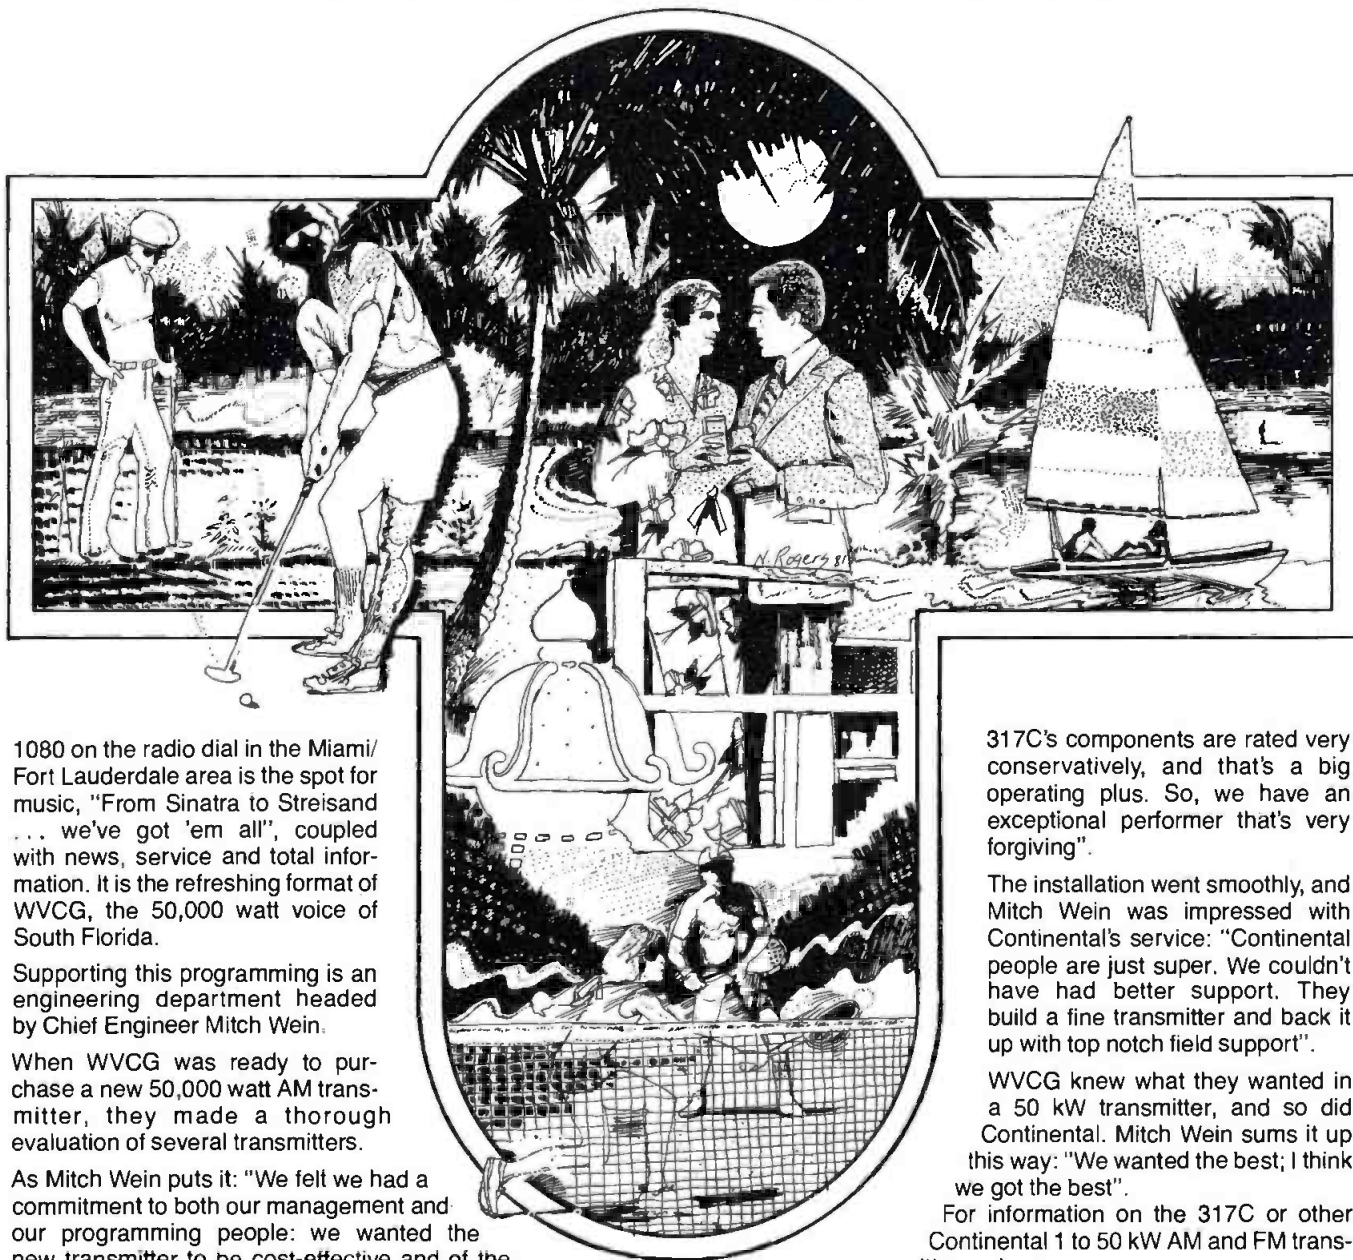 1080 on the radio dial in the Miami/
Fort Lauderdale area is the spot for
music, "From Sinatra to Streisand
... we've got 'em all", coupled
with news, service and total infor-
mation. It is the refreshing format of
WVCG, the 50,000 watt voice of
South Florida.
Supporting this programming is an
engineering department headed
by Chief Engineer Mitch Wein.
When WVCG was ready to pur-
chase a new 50,000 watt AM trans-
mitter, they made a thorough
evaluation of several transmitters.
As Mitch Wein puts it: "We felt we had a
commitment to both our management and
our programming people: we wanted the
new transmitter to be cost-effective and of the
N. Rogers 81
317C's components are rated very
conservatively, and that's a big
operating plus. So, we have an
exceptional performer that's very
forgiving".
The installation went smoothly, and
Mitch Wein was impressed with
Continental's service: "Continental
people are just super. We couldn't
have had better support. They
build a fine transmitter and back it
up with top notch field support".
WVCG knew what they wanted in
a 50 kW transmitter, and so did
Continental. Mitch Wein sums it up
this way: "We wanted the best; I think
we got the best".
For information on the 317C or other
Continental 1 to 50 kW AM and FM trans-